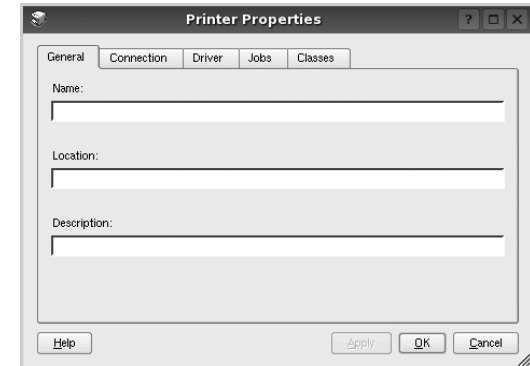 Printer Properties
?
General Connection Driver Jobs Classes
Name:
Location:
Description:
Help Apply OK Cancel